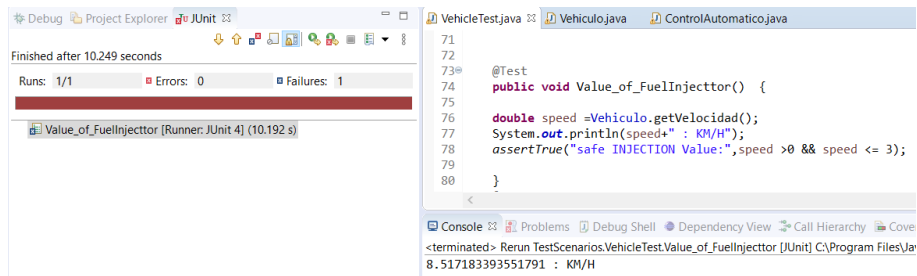 Debug Project Explorer JUnit
Finished after 10.249 seconds
Runs: 1/1 Errors: 0 Failures: 1
Value_of_FuelInjecttor [Runner: JUnit 4] (10.192 s)
VehicleTest.java Vehiculo.java ControlAutomatico.java
71
72
73 @Test
74 public void Value_of_FuelInjecttor() {
75
76 double speed =Vehiculo.getVelocidad();
77 System.out.println(speed+" : KM/H");
78 assertTrue("safe INJECTION Value:",speed >0 && speed <= 3);
79
80 }
Console Problems Debug Shell Dependency View Call Hierarchy Cove
<terminated> Rerun TestScenarios.VehicleTest.Value_of_FuelInjecttor [JUnit] C:\Program Files\Jav
8.517183393551791 : KM/H